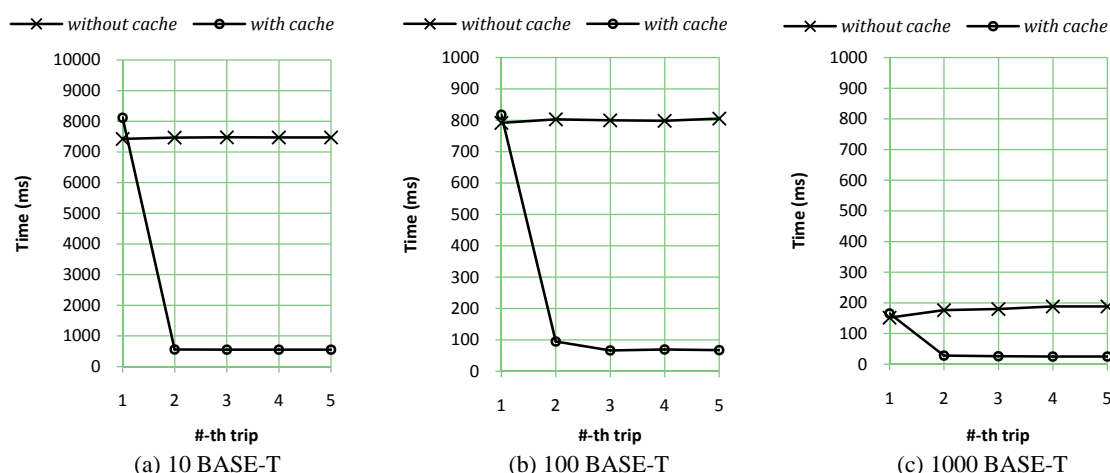 without cache with cache
10000
9000
8000
7000
6000
5000
4000
3000
2000
1000
0
Time (ms)
1 2 3 4 5
#-th trip
(a) 10 BASE-T
without cache with cache
1000
900
800
700
600
500
400
300
200
100
0
Time (ms)
1 2 3 4 5
#-th trip
(b) 100 BASE-T
without cache with cache
1000
900
800
700
600
500
400
300
200
100
0
Time (ms)
1 2 3 4 5
#-th trip
(c) 1000 BASE-T